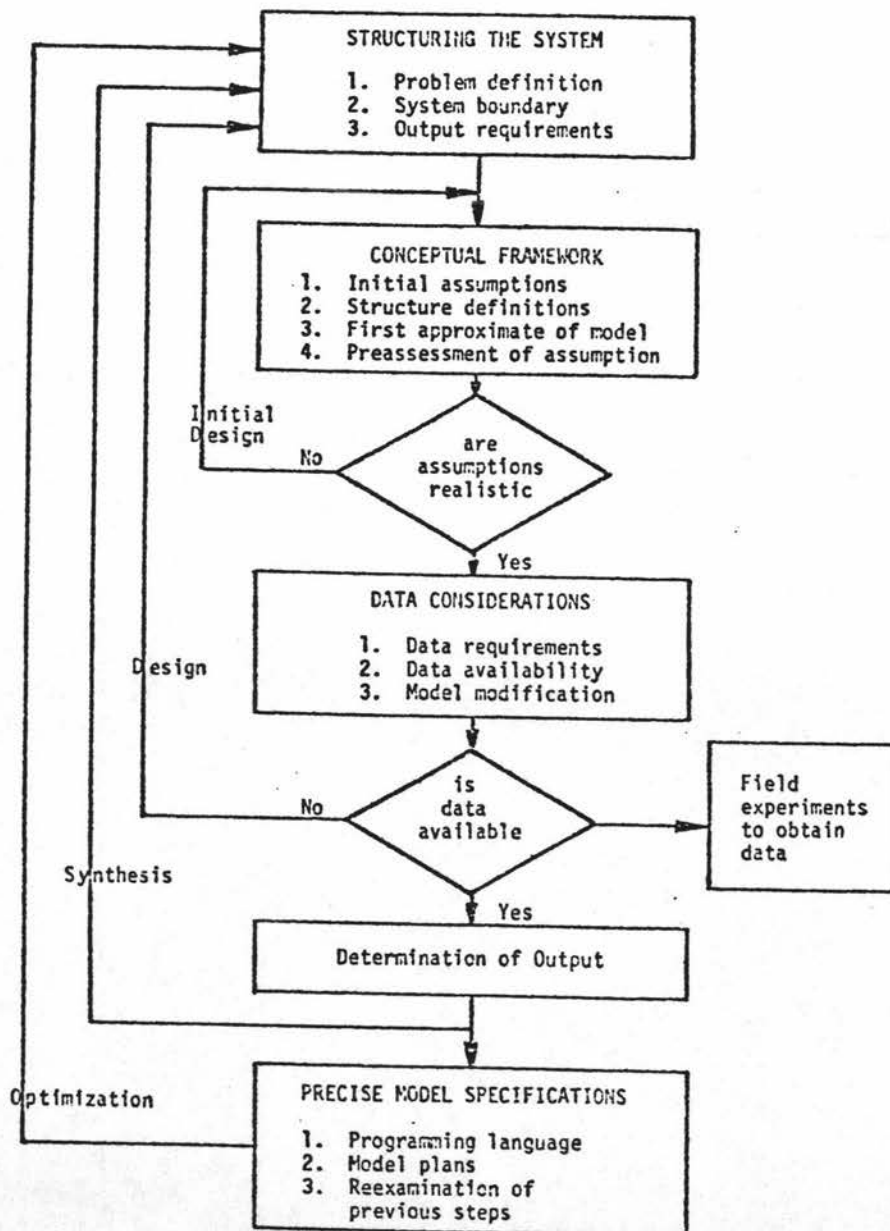 STRUCTURING THE SYSTEM
1. Problem definition
2. System boundary
3. Output requirements
CONCEPTUAL FRAMEWORK
1. Initial assumptions
2. Structure definitions
3. First approximate of model
4. Preassessment of assumption
Initial
Design
No
are
assumptions
realistic
Yes
DATA CONSIDERATIONS
1. Data requirements
2. Data availability
3. Model modification
Design
No
is
data
available
Field
experiments
to obtain
data
Synthesis
Yes
Determination of Output
Optimization
PRECISE MODEL SPECIFICATIONS
1. Programming language
2. Model plans
3. Reexamination of
previous steps